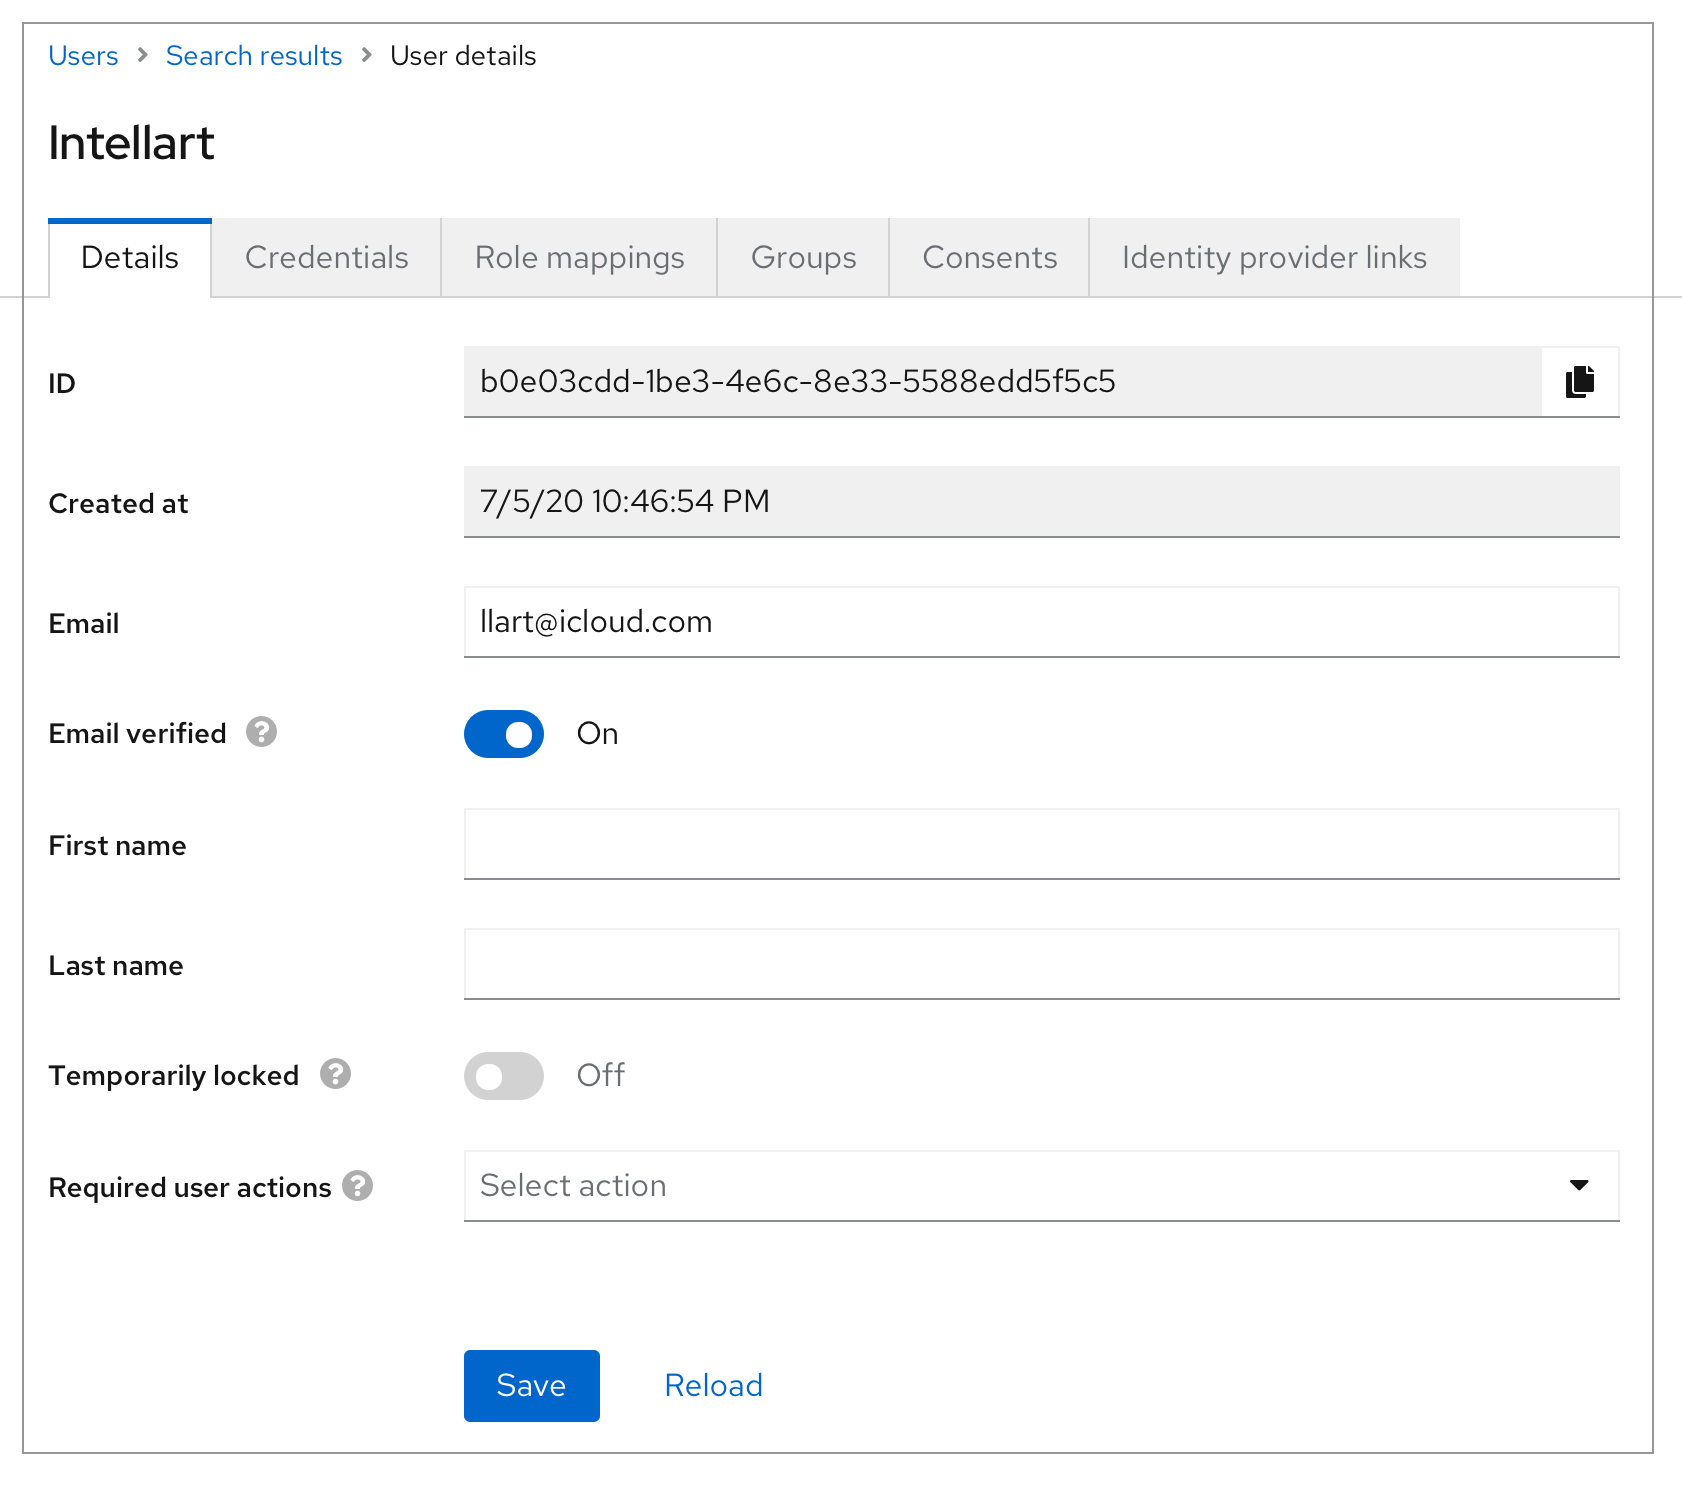 Users > Search results > User details
Intellart
Details Credentials Role mappings Groups Consents Identity provider links
ID b0e03cdd-1be3-4e6c-8e33-5588edd5f5c5
Created at 7/5/20 10:46:54 PM
Email llart@icloud.com
Email verified ? On
First name
Last name
Temporarily locked ? Off
Required user actions ? Select action
Save Reload